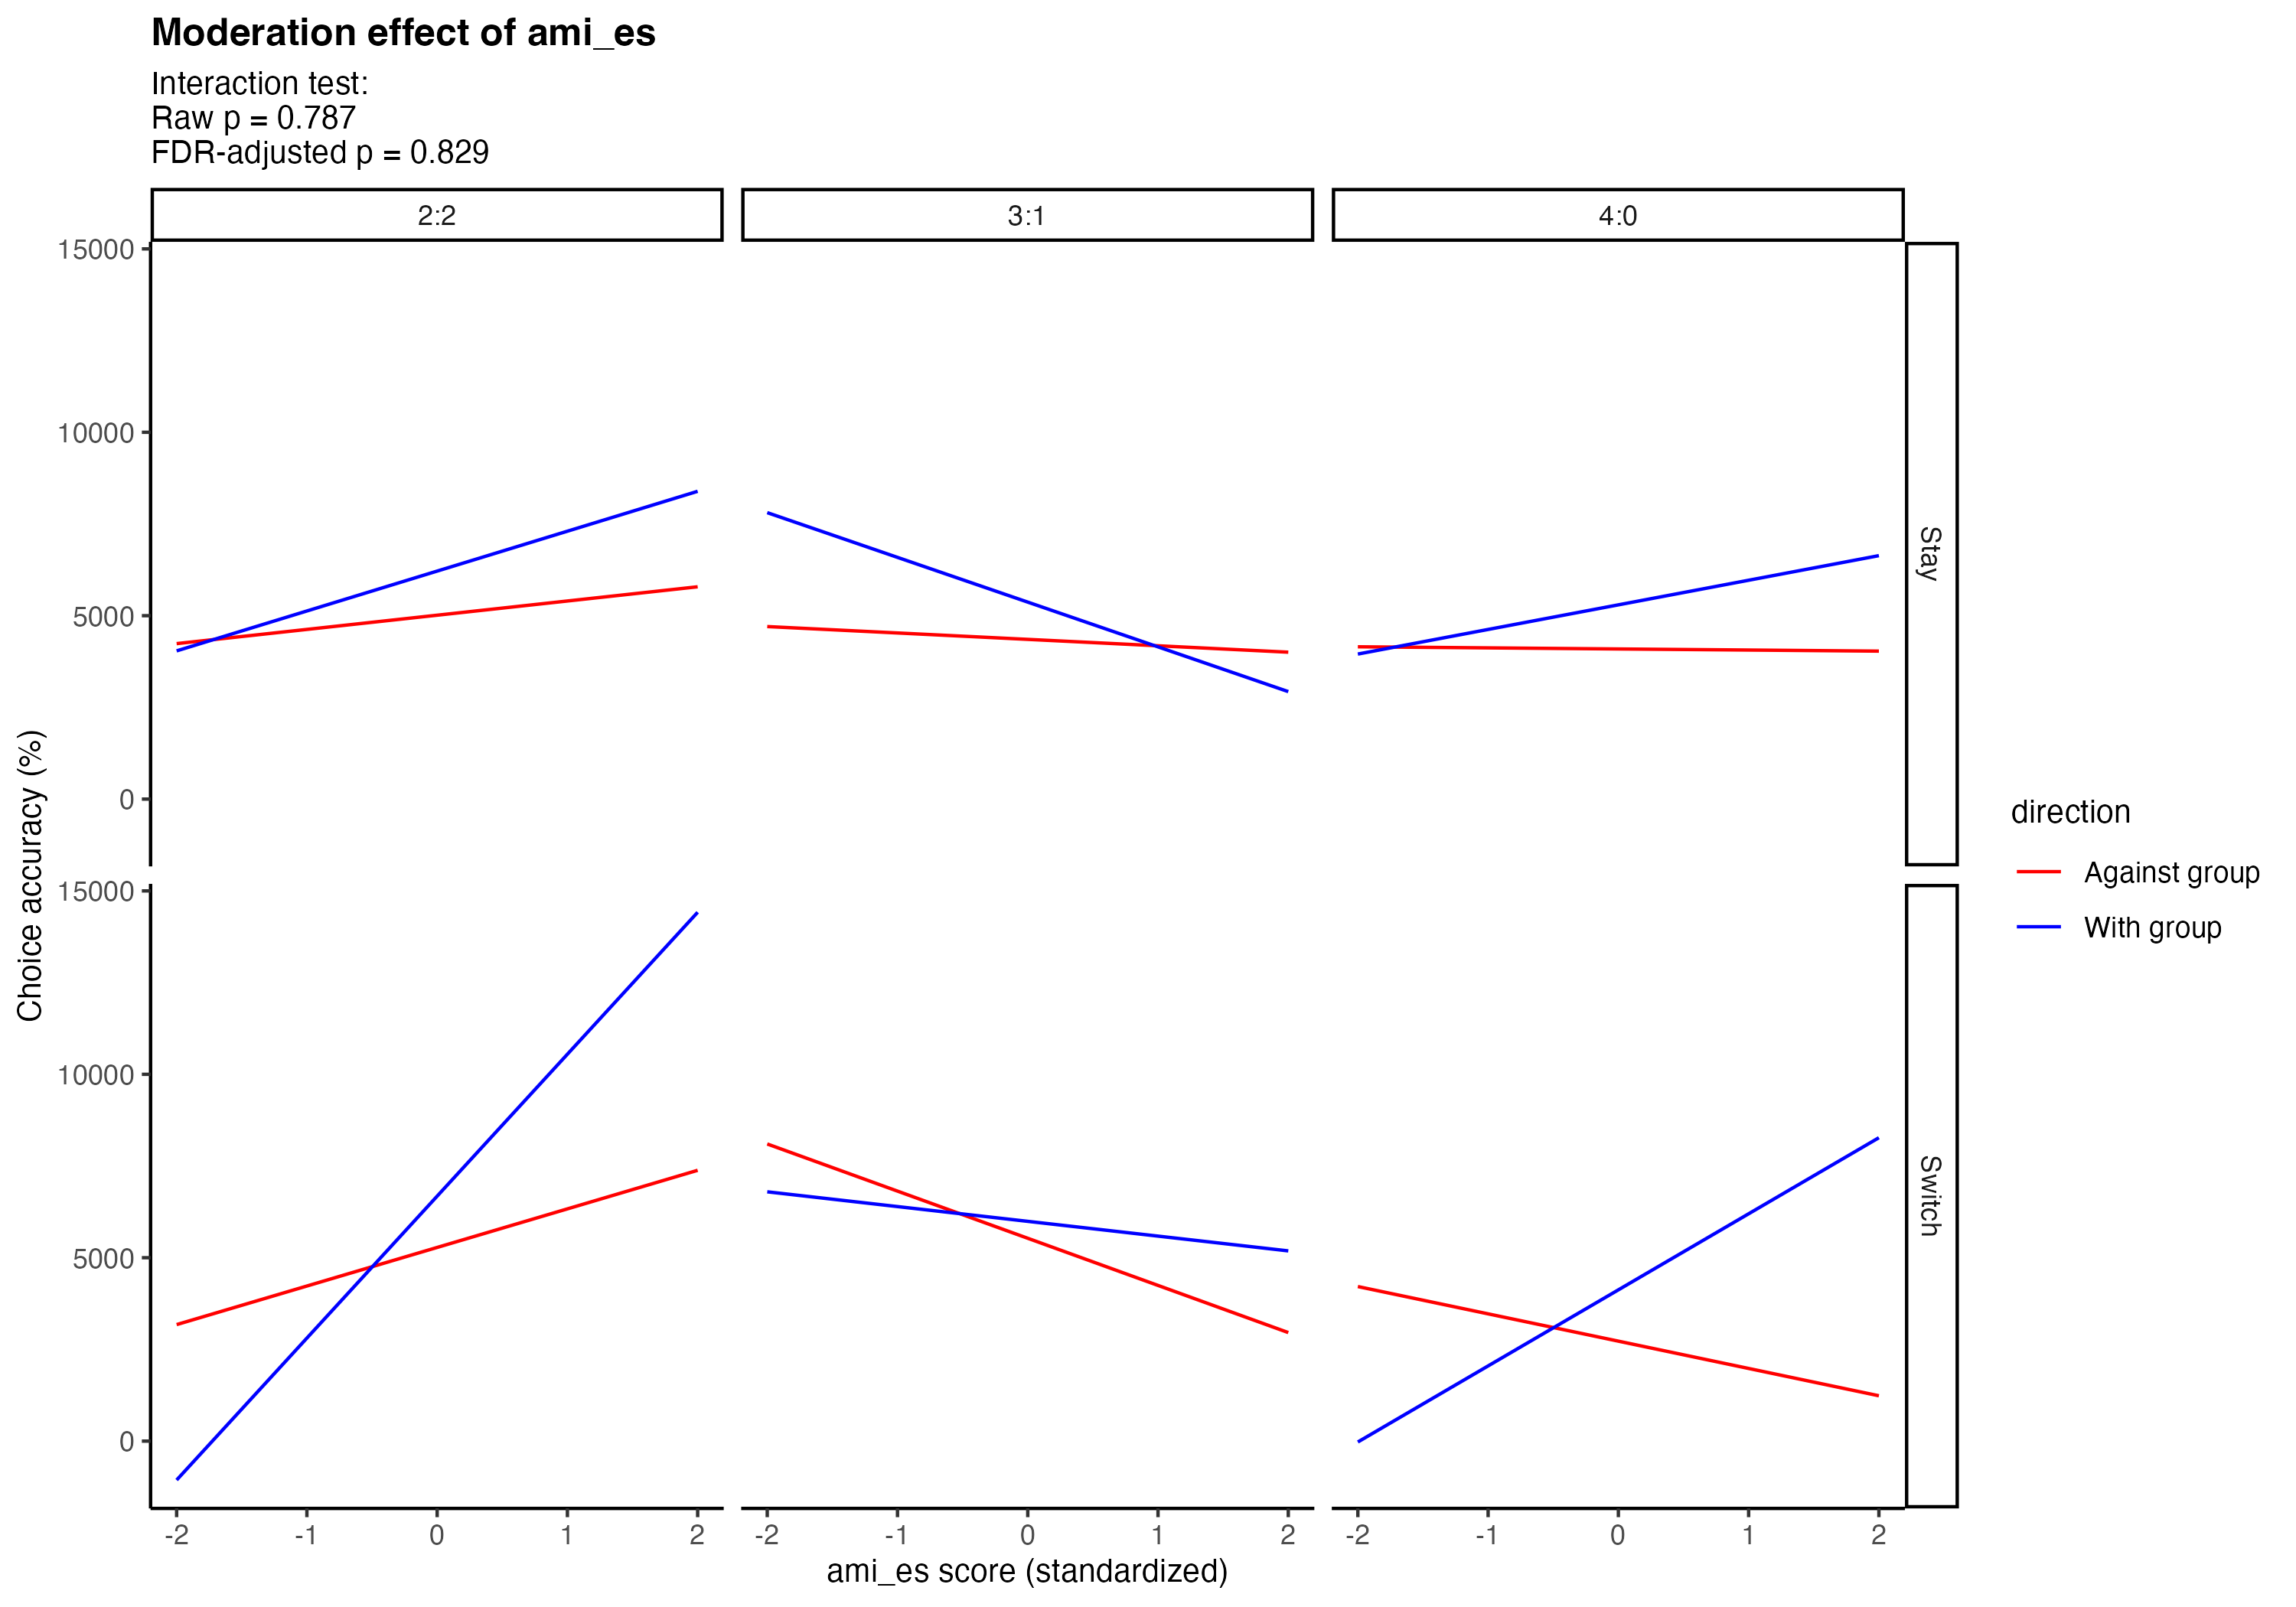 Moderation effect of ami_es
Interaction test:
Raw p = 0.787
FDR-adjusted p = 0.829
2:2
3:1
4:0
15000
10000
5000
0
Stay
Choice accuracy (%)
15000
10000
5000
0
Switch
-2 -1 0 1 2
-2 -1 0 1 2
-2 -1 0 1 2
ami_es score (standardized)
direction
Against group
With group